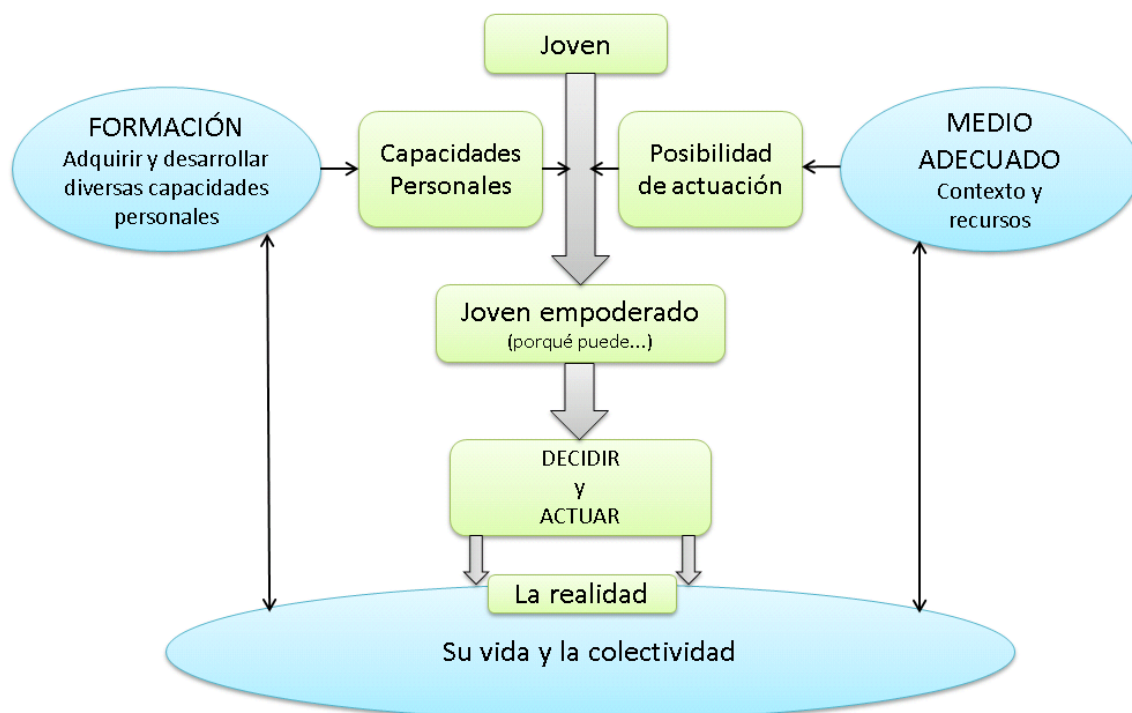 Joven
FORMACIÓN
Adquirir y desarrollar
diversas capacidades
personales
Capacidades
Personales
Posibilidad
de actuación
MEDIO
ADECUADO
Contexto y
recursos
Joven empoderado
(porqué puede...)
DECIDIR
y
ACTUAR
La realidad
Su vida y la colectividad